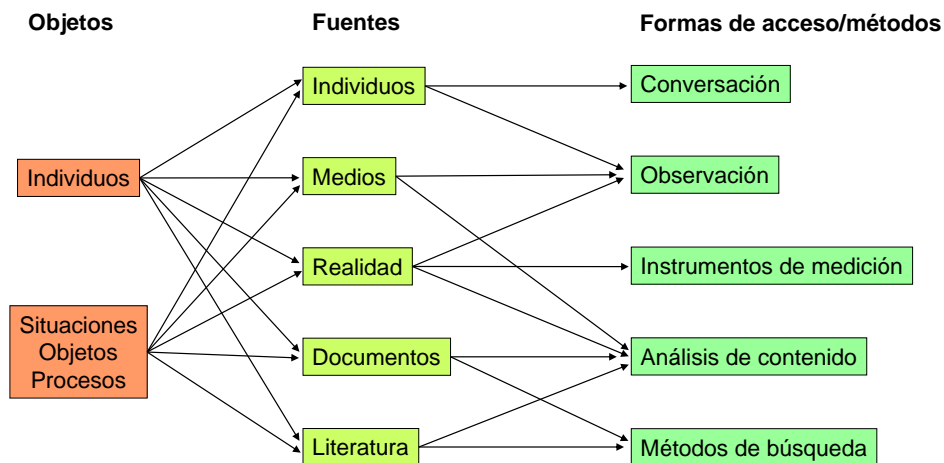 Objetos
Fuentes
Formas de acceso/métodos
Individuos
Conversación
Individuos
Medios
Observación
Realidad
Instrumentos de medición
Situaciones
Objetos
Procesos
Documentos
Análisis de contenido
Literatura
Métodos de búsqueda